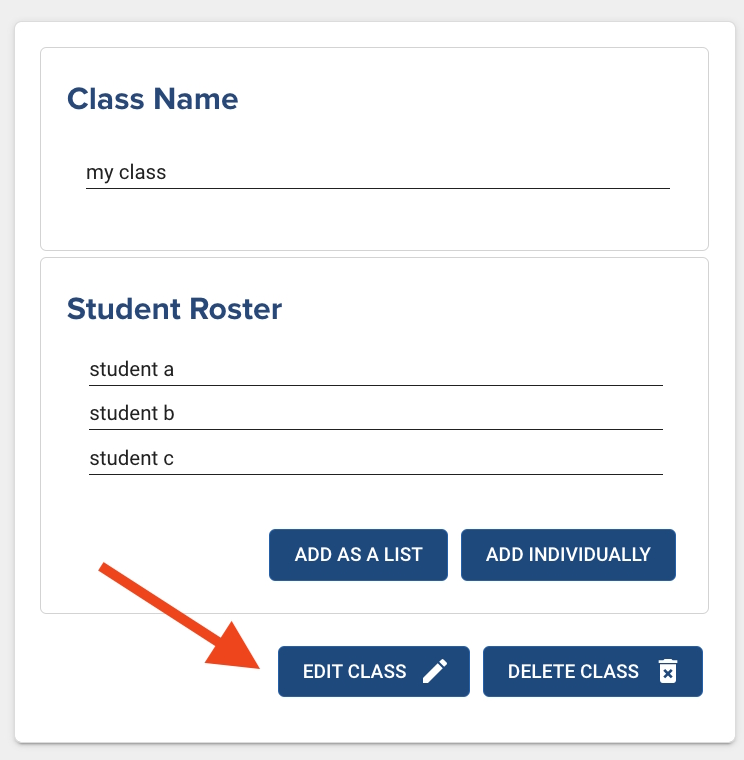 Class Name
my class
Student Roster
student a
student b
student c
ADD AS A LIST ADD INDIVIDUALLY
EDIT CLASS DELETE CLASS